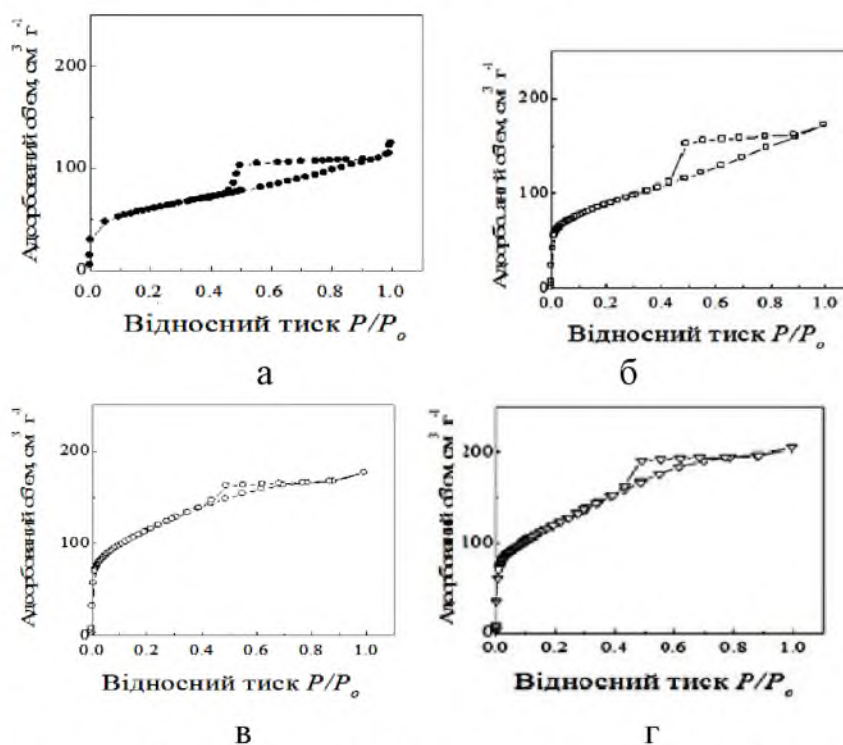 Адсорбований об'єм, см³ г⁻¹
200
100
0
0.0 0.2 0.4 0.6 0.8 1.0
Відносний тиск P/Pₒ
а
Адсорбований об'єм, см³ г⁻¹
200
100
0
0.0 0.2 0.4 0.6 0.8 1.0
Відносний тиск P/Pₒ
б
Адсорбований об'єм, см³ г⁻¹
200
100
0
0.0 0.2 0.4 0.6 0.8 1.0
Відносний тиск P/Pₒ
в
Адсорбований об'єм, см³ г⁻¹
200
100
0
0.0 0.2 0.4 0.6 0.8 1.0
Відносний тиск P/Pₒ
г